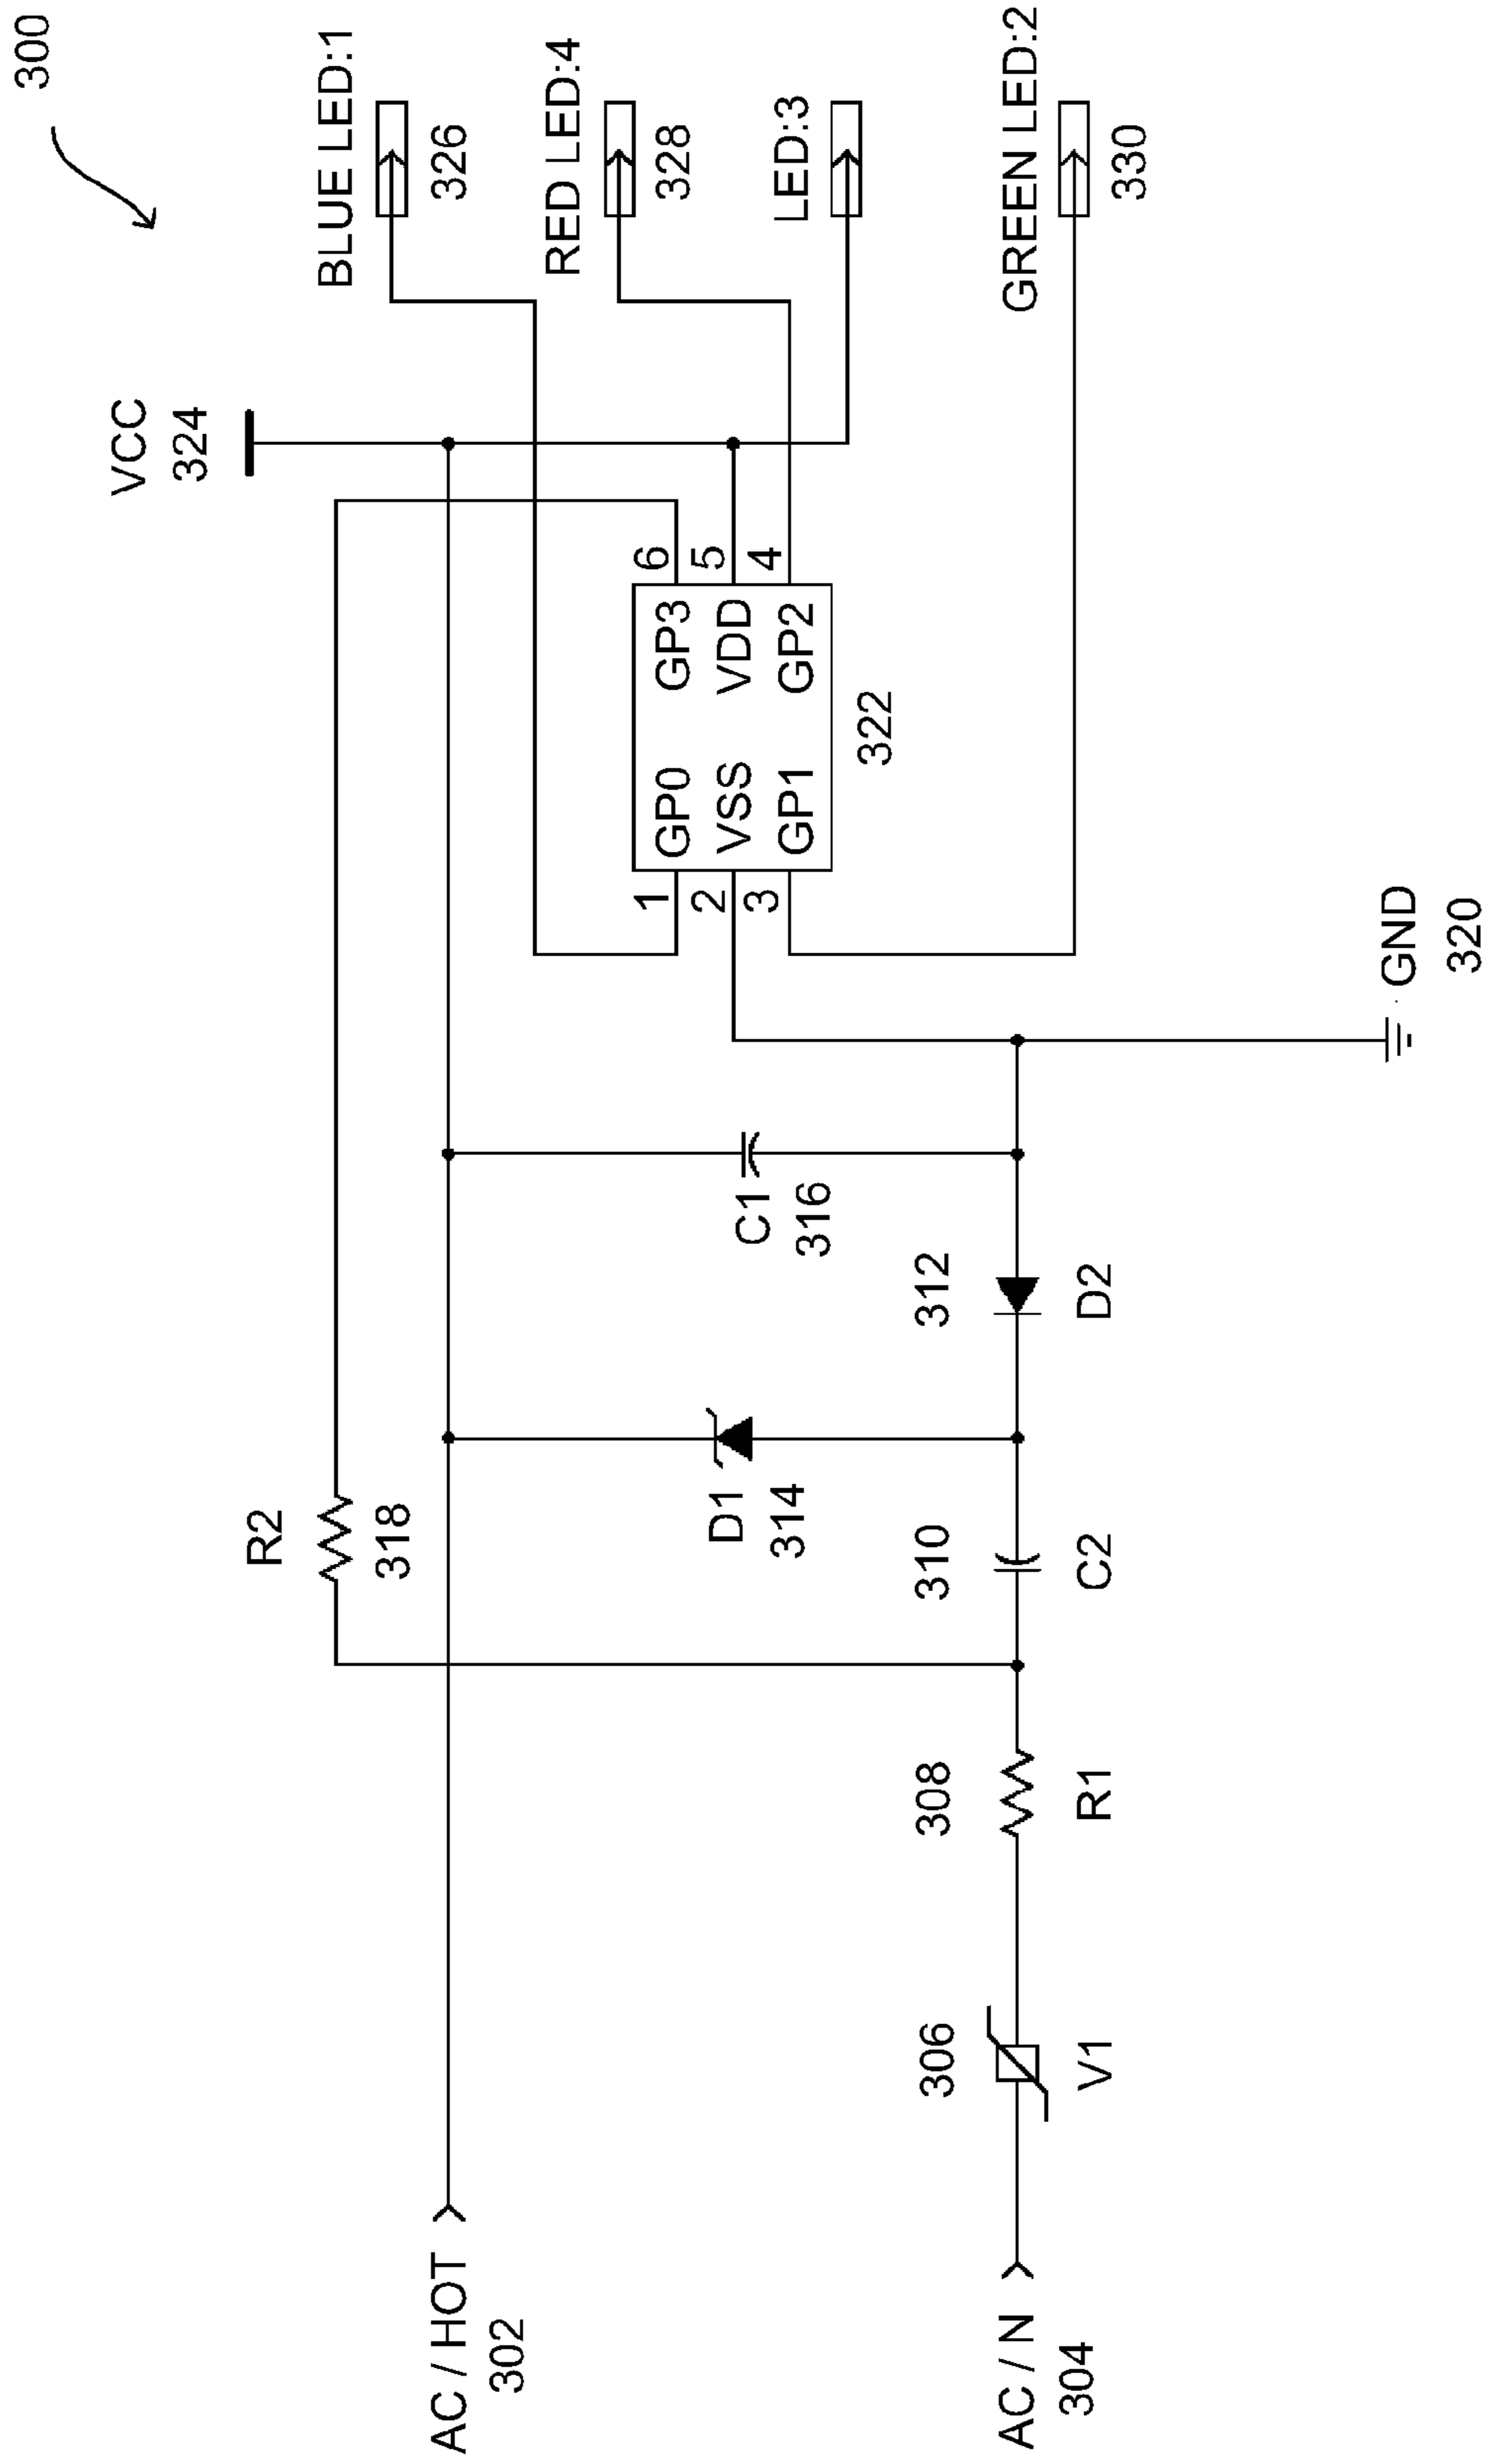 300
VCC
324
BLUE LED:1
326
RED LED:4
328
LED:3
GREEN LED:2
330
R2
318
AC / HOT
302
D1
314
C1
316
1
2
3
GP0 GP3
VSS VDD
GP1 GP2
6
5
4
322
306
V1
308
R1
310
C2
312
D2
AC / N
304
GND
320